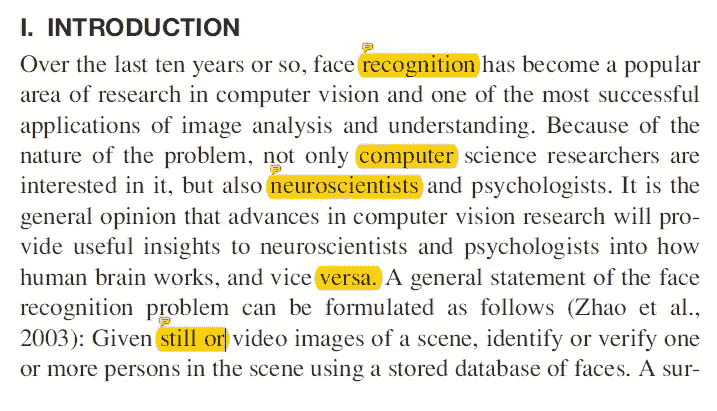 I. INTRODUCTION
Over the last ten years or so, face recognition has become a popular
area of research in computer vision and one of the most successful
applications of image analysis and understanding. Because of the
nature of the problem, not only computer science researchers are
interested in it, but also neuroscientists and psychologists. It is the
general opinion that advances in computer vision research will pro-
vide useful insights to neuroscientists and psychologists into how
human brain works, and vice versa. A general statement of the face
recognition problem can be formulated as follows (Zhao et al.,
2003): Given still or video images of a scene, identify or verify one
or more persons in the scene using a stored database of faces. A sur-